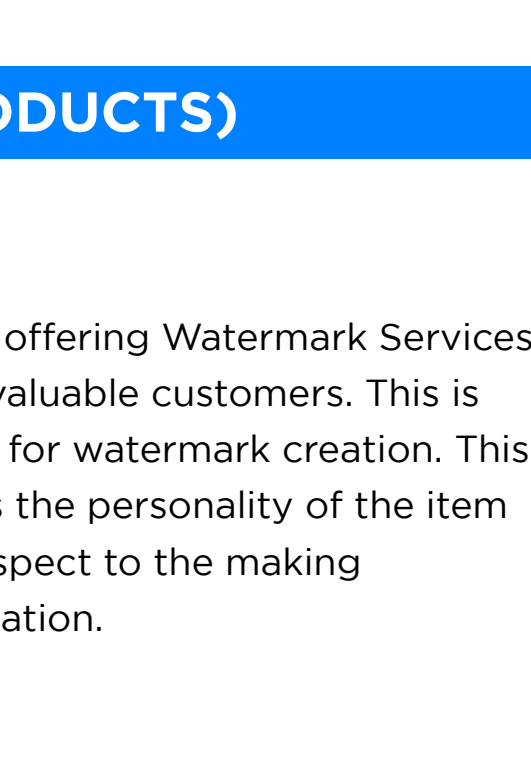 ODUCTS)
offering Watermark Services
valuable customers. This is
for watermark creation. This
s the personality of the item
spect to the making
ation.